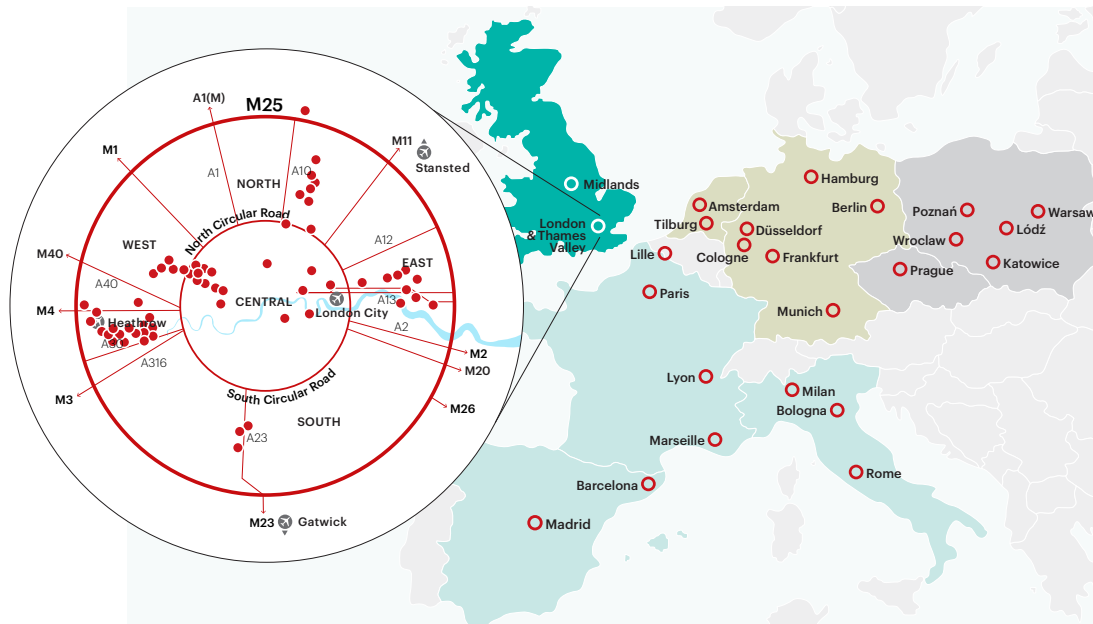 A1(M)
M25
M1
M11
Stansted
A1
A10
NORTH
North Circular Road
A12
WEST
EAST
M40
A40
CENTRAL
A13
London City
M4
Heathrow
A30
A316
A2
M2
M20
M3
South Circular Road
M26
SOUTH
A23
M23
Gatwick
Midlands
London
& Thames
Valley
Hamburg
Amsterdam
Berlin
Tilburg
Düsseldorf
Cologne
Frankfurt
Munich
Poznań
Warsaw
Lódź
Wroclaw
Katowice
Prague
Lille
Paris
Lyon
Marseille
Milan
Bologna
Rome
Barcelona
Madrid